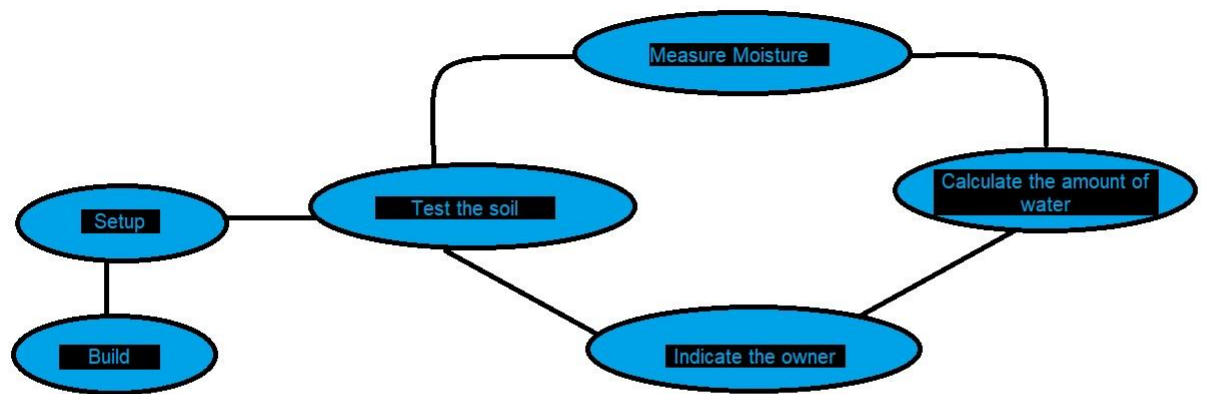 Measure Moisture
Calculate the amount of
water
Test the soil
Setup
Indicate the owner
Build